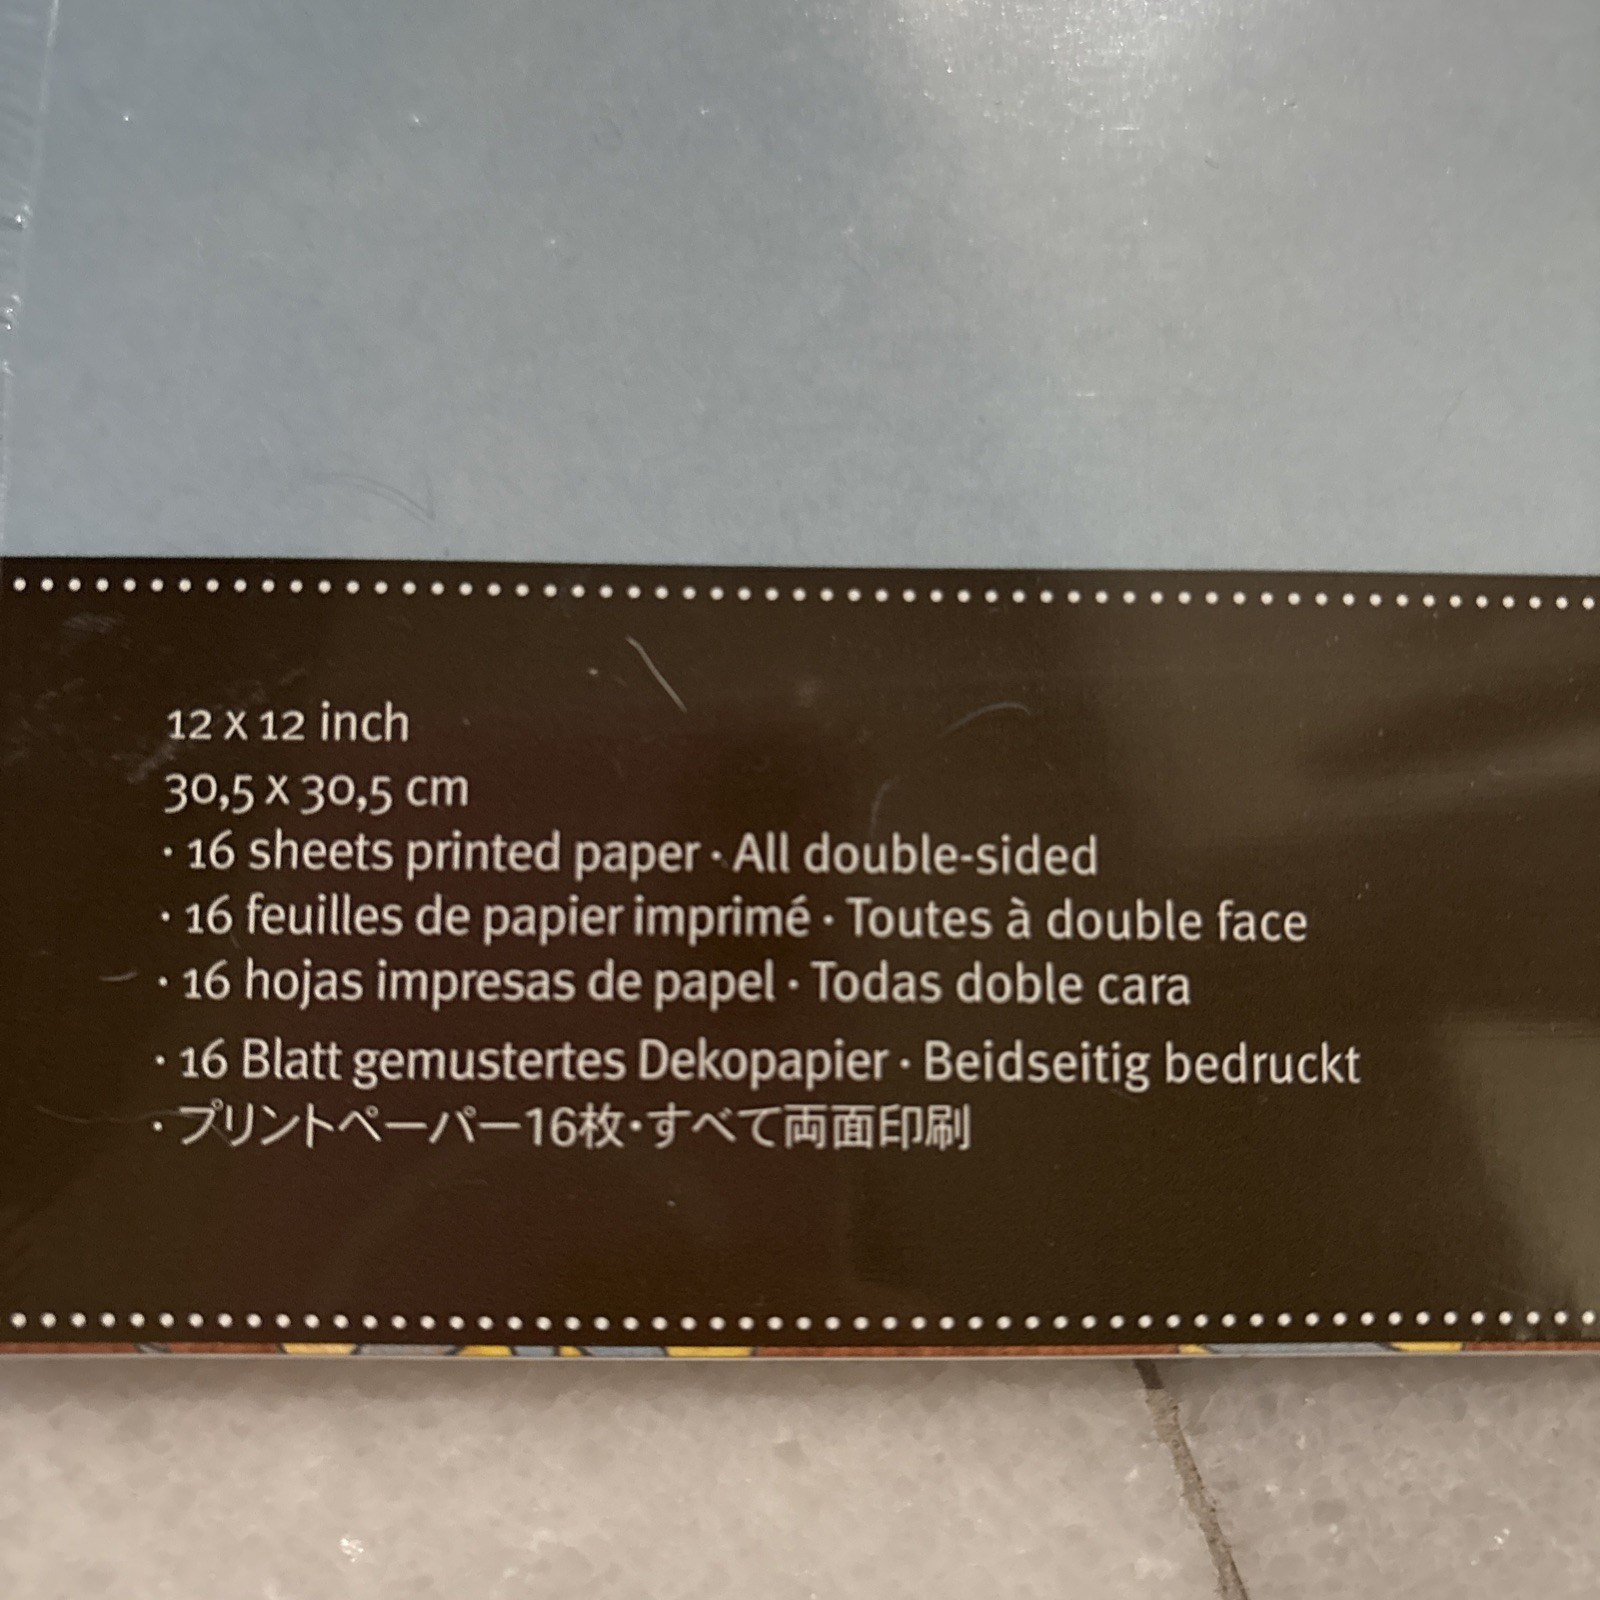 12 x 12 inch
30,5 x 30,5 cm
· 16 sheets printed paper · All double-sided
· 16 feuilles de papier imprimé · Toutes à double face
· 16 hojas impresas de papel · Todas doble cara
· 16 Blatt gemustertes Dekopapier · Beidseitig bedruckt
· プリントペーパー16枚・すべて両面印刷